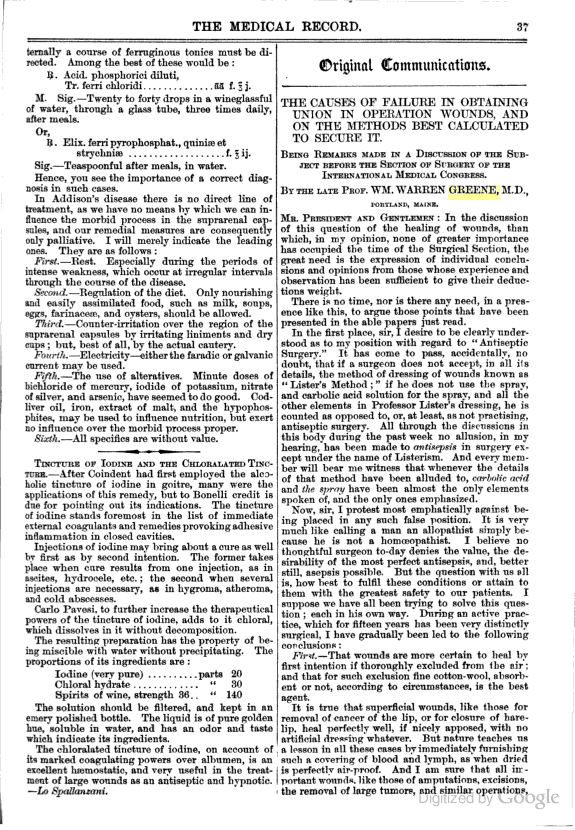 THE MEDICAL RECORD.
37
ternally a course of ferruginous tonics must be di-
rected. Among the best of these would be :
℞. Acid. phosphorici diluti,
Tr. ferri chloridi..............āā f. ʒ j.
M. Sig.—Twenty to forty drops in a wineglassful
of water, through a glass tube, three times daily,
after meals.
Or,
℞. Elix. ferri pyrophosphat., quiniæ et
strychniæ ...................f. ʒ ij.
Sig.—Teaspoonful after meals, in water.
Hence, you see the importance of a correct diag-
nosis in such cases.
In Addison's disease there is no direct line of
treatment, as we have no means by which we can in-
fluence the morbid process in the suprarenal cap-
sules, and our remedial measures are consequently
only palliative. I will merely indicate the leading
ones. They are as follows :
First.—Rest. Especially during the periods of
intense weakness, which occur at irregular intervals
through the course of the disease.
Second.—Regulation of the diet. Only nourishing
and easily assimilated food, such as milk, soups,
eggs, farinaceæ, and oysters, should be allowed.
Third.—Counter-irritation over the region of the
suprarenal capsules by irritating liniments and dry
cups ; but, best of all, by the actual cautery.
Fourth.—Electricity—either the faradic or galvanic
current may be used.
Fifth.—The use of alteratives. Minute doses of
bichloride of mercury, iodide of potassium, nitrate
of silver, and arsenic, have seemed to do good. Cod-
liver oil, iron, extract of malt, and the hypophos-
phites, may be used to influence nutrition, but exert
no influence over the morbid process proper.
Sixth.—All specifics are without value.
TINCTURE OF IODINE AND THE CHLORALATED TINC-
TURE.—After Coindent had first employed the alco-
holic tincture of iodine in goitre, many were the
applications of this remedy, but to Bonelli credit is
due for pointing out its indications. The tincture
of iodine stands foremost in the list of immediate
external coagulants and remedies provoking adhesive
inflammation in closed cavities.
Injections of iodine may bring about a cure as well
by first as by second intention. The former takes
place when cure results from one injection, as in
ascites, hydrocele, etc. ; the second when several
injections are necessary, as in hygroma, atheroma,
and cold abscesses.
Carlo Pavesi, to further increase the therapeutical
powers of the tincture of iodine, adds to it chloral,
which dissolves in it without decomposition.
The resulting preparation has the property of be-
ing miscible with water without precipitating. The
proportions of its ingredients are :
Iodine (very pure) ..........parts 20
Chloral hydrate ............. “ 30
Spirits of wine, strength 36.. “ 140
The solution should be filtered, and kept in an
emery polished bottle. The liquid is of pure golden
hue, soluble in water, and has an odor and taste
which indicate its ingredients.
The chloralated tincture of iodine, on account of
its marked coagulating powers over albumen, is an
excellent hæmostatic, and very useful in the treat-
ment of large wounds as an antiseptic and hypnotic.
—Lo Spallanzani.
Original Communications.
THE CAUSES OF FAILURE IN OBTAINING
UNION IN OPERATION WOUNDS, AND
ON THE METHODS BEST CALCULATED
TO SECURE IT.
BEING REMARKS MADE IN A DISCUSSION OF THE SUB-
JECT BEFORE THE SECTION OF SURGERY OF THE
INTERNATIONAL MEDICAL CONGRESS.
BY THE LATE PROF. WM. WARREN GREENE, M.D.,
PORTLAND, MAINE.
MR. PRESIDENT AND GENTLEMEN : In the discussion
of this question of the healing of wounds, than
which, in my opinion, none of greater importance
has occupied the time of the Surgical Section, the
great need is the expression of individual conclu-
sions and opinions from those whose experience and
observation has been sufficient to give their deduc-
tions weight.
There is no time, nor is there any need, in a pres-
ence like this, to argue those points that have been
presented in the able papers just read.
In the first place, sir, I desire to be clearly under-
stood as to my position with regard to “ Antiseptic
Surgery.” It has come to pass, accidentally, no
doubt, that if a surgeon does not accept, in all its
details, the method of dressing of wounds known as
“ Lister's Method ; ” if he does not use the spray,
and carbolic acid solution for the spray, and all the
other elements in Professor Lister's dressing, he is
counted as opposed to, or, at least, as not practising,
antiseptic surgery. All through the discussions in
this body during the past week no allusion, in my
hearing, has been made to antisepsis in surgery ex-
cept under the name of Listerism. And every mem-
ber will bear me witness that whenever the details
of that method have been alluded to, carbolic acid
and the spray have been almost the only elements
spoken of, and the only ones emphasized.
Now, sir, I protest most emphatically against be-
ing placed in any such false position. It is very
much like calling a man an allopathist simply be-
cause he is not a homœopathist. I believe no
thoughtful surgeon to-day denies the value, the de-
sirability of the most perfect antisepsis, and, better
still, asepsis possible. But the question with us all
is, how best to fulfil these conditions or attain to
them with the greatest safety to our patients. I
suppose we have all been trying to solve this ques-
tion ; each in his own way. During an active prac-
tice, which for fifteen years has been very distinctly
surgical, I have gradually been led to the following
conclusions :
First.—That wounds are more certain to heal by
first intention if thoroughly excluded from the air ;
and that for such exclusion fine cotton-wool, absorb-
ent or not, according to circumstances, is the best
agent.
It is true that superficial wounds, like those for
removal of cancer of the lip, or for closure of hare-
lip, heal perfectly well, if nicely apposed, with no
artificial dressing whatever. But nature teaches us
a lesson in all these cases by immediately furnishing
such a covering of blood and lymph, as when dried
is perfectly air-proof. And I am sure that all im-
portant wounds, like those of amputations, excisions,
the removal of large tumors, and similar operations,
Digitized by Google